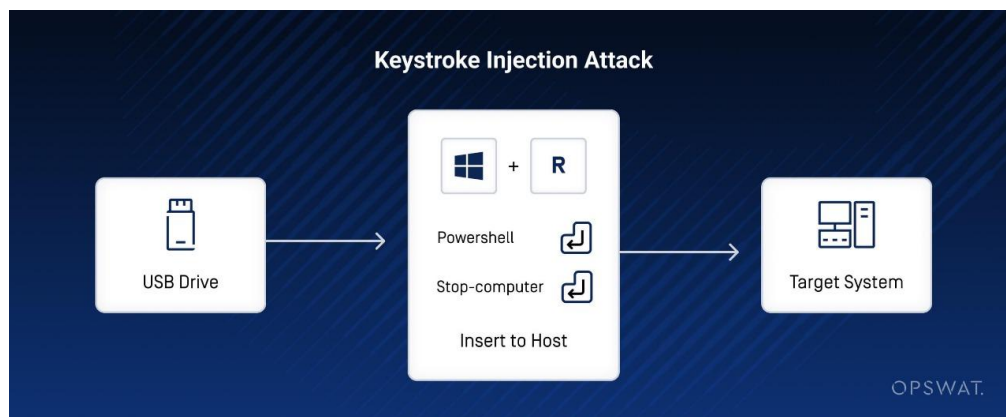 Keystroke Injection Attack
USB Drive
+ R
Powershell
Stop-computer
Insert to Host
Target System
OPSWAT.